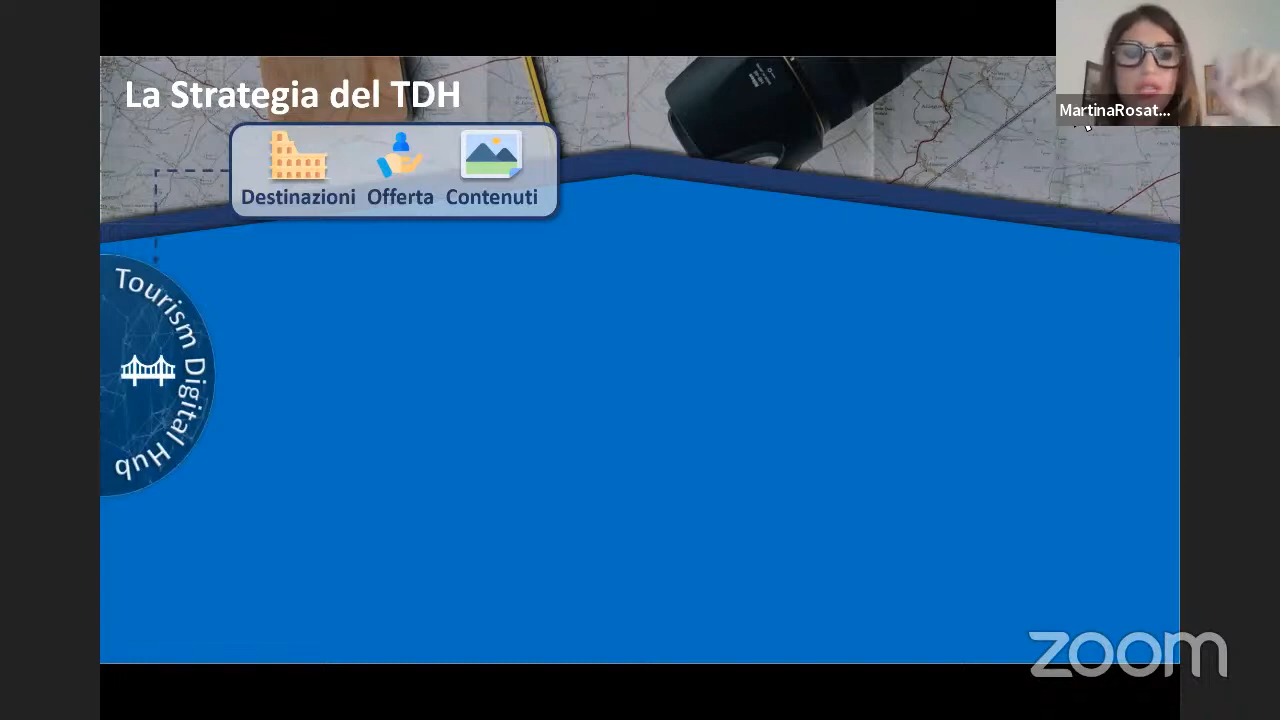 La Strategia del TDH
Destinazioni Offerta Contenuti
Tourism Digital Hub
MartinaRosat...
zoom